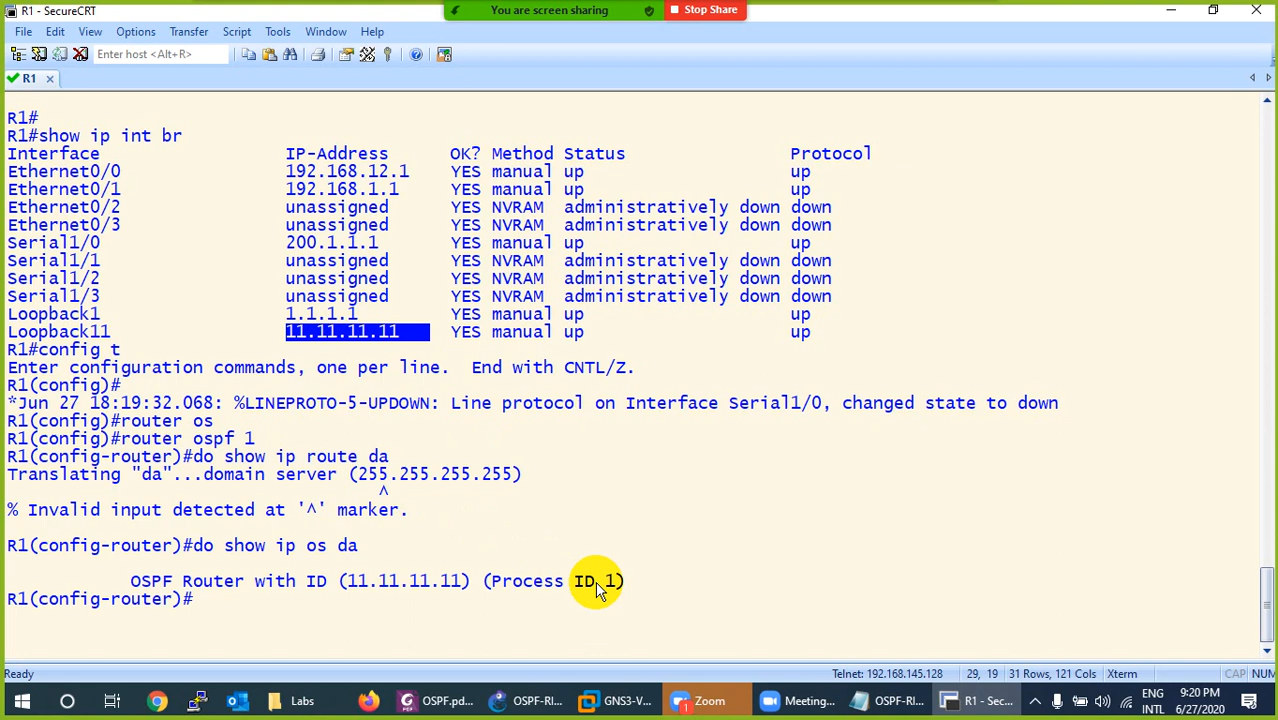 R1 - SecureCRT
You are screen sharing
Stop Share
File Edit View Options Transfer Script Tools Window Help
Enter host <Alt+R>
R1
R1#
R1#show ip int br
Interface IP-Address OK? Method Status Protocol
Ethernet0/0 192.168.12.1 YES manual up up
Ethernet0/1 192.168.1.1 YES manual up up
Ethernet0/2 unassigned YES NVRAM administratively down down
Ethernet0/3 unassigned YES NVRAM administratively down down
Serial1/0 200.1.1.1 YES manual up up
Serial1/1 unassigned YES NVRAM administratively down down
Serial1/2 unassigned YES NVRAM administratively down down
Serial1/3 unassigned YES NVRAM administratively down down
Loopback1 1.1.1.1 YES manual up up
Loopback11 11.11.11.11 YES manual up up
R1#config t
Enter configuration commands, one per line. End with CNTL/Z.
R1(config)#
*Jun 27 18:19:32.068: %LINEPROTO-5-UPDOWN: Line protocol on Interface Serial1/0, changed state to down
R1(config)#router os
R1(config)#router ospf 1
R1(config-router)#do show ip route da
Translating "da"...domain server (255.255.255.255)
^
% Invalid input detected at '^' marker.
R1(config-router)#do show ip os da
OSPF Router with ID (11.11.11.11) (Process ID 1)
R1(config-router)#
Ready Telnet: 192.168.145.128 29, 19 31 Rows, 121 Cols Xterm CAP NUM
Labs OSPF.pd... OSPF-RI... GNS3-V... 1 Zoom Meeting... OSPF-RI... R1 - Sec... ENG INTL 9:20 PM 6/27/2020